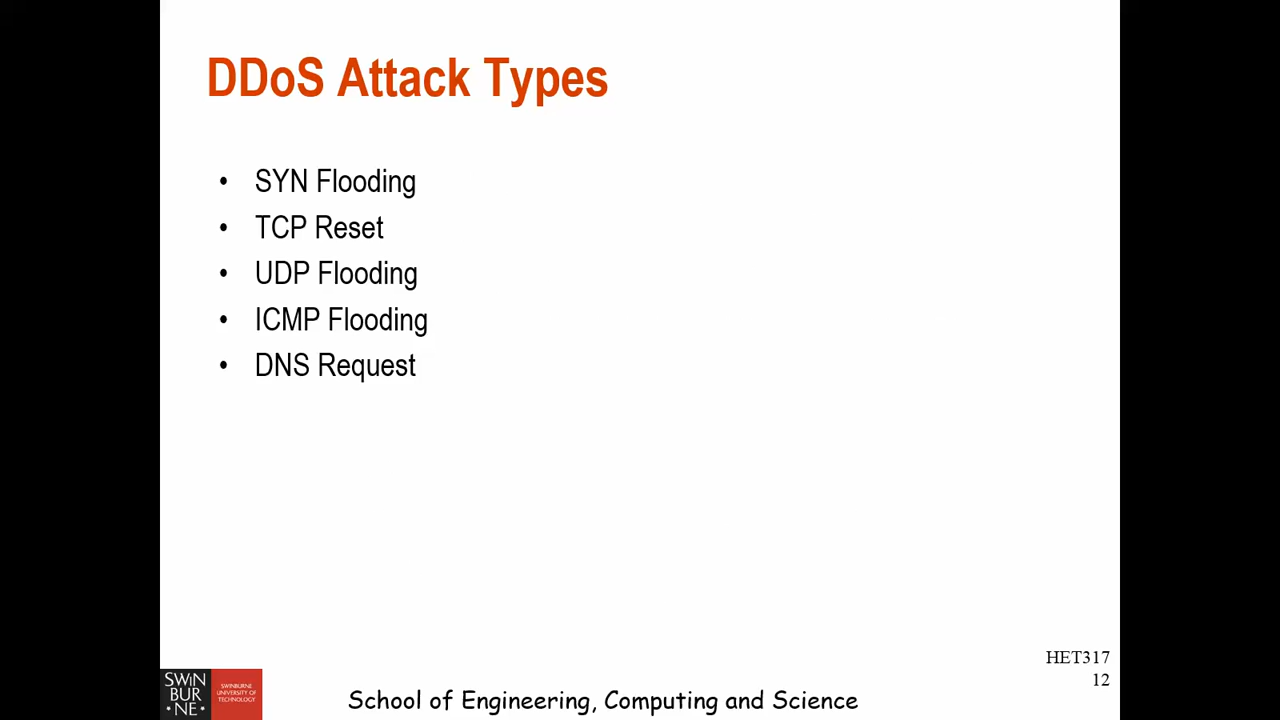 DDoS Attack Types
• SYN Flooding
• TCP Reset
• UDP Flooding
• ICMP Flooding
• DNS Request
HET317
12
SWIN
BUR
NE
SWINBURNE
UNIVERSITY OF
TECHNOLOGY
School of Engineering, Computing and Science